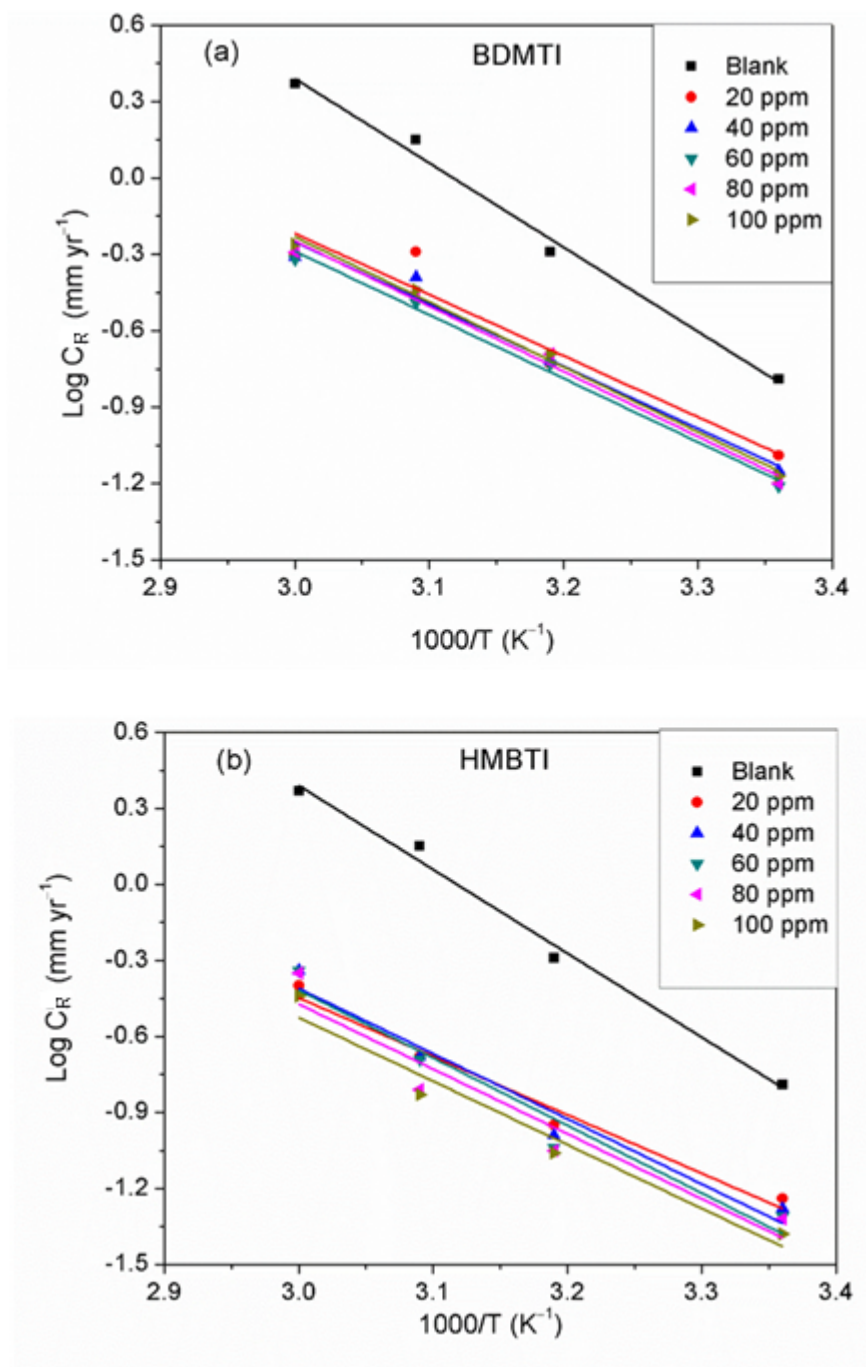 (a)
BDMTI
Blank
20 ppm
40 ppm
60 ppm
80 ppm
100 ppm
0.6
0.3
0.0
-0.3
-0.6
-0.9
-1.2
-1.5
Log C_R (mm yr⁻¹)
2.9 3.0 3.1 3.2 3.3 3.4
1000/T (K⁻¹)
(b)
HMBTI
Blank
20 ppm
40 ppm
60 ppm
80 ppm
100 ppm
0.6
0.3
0.0
-0.3
-0.6
-0.9
-1.2
-1.5
Log C_R (mm yr⁻¹)
2.9 3.0 3.1 3.2 3.3 3.4
1000/T (K⁻¹)